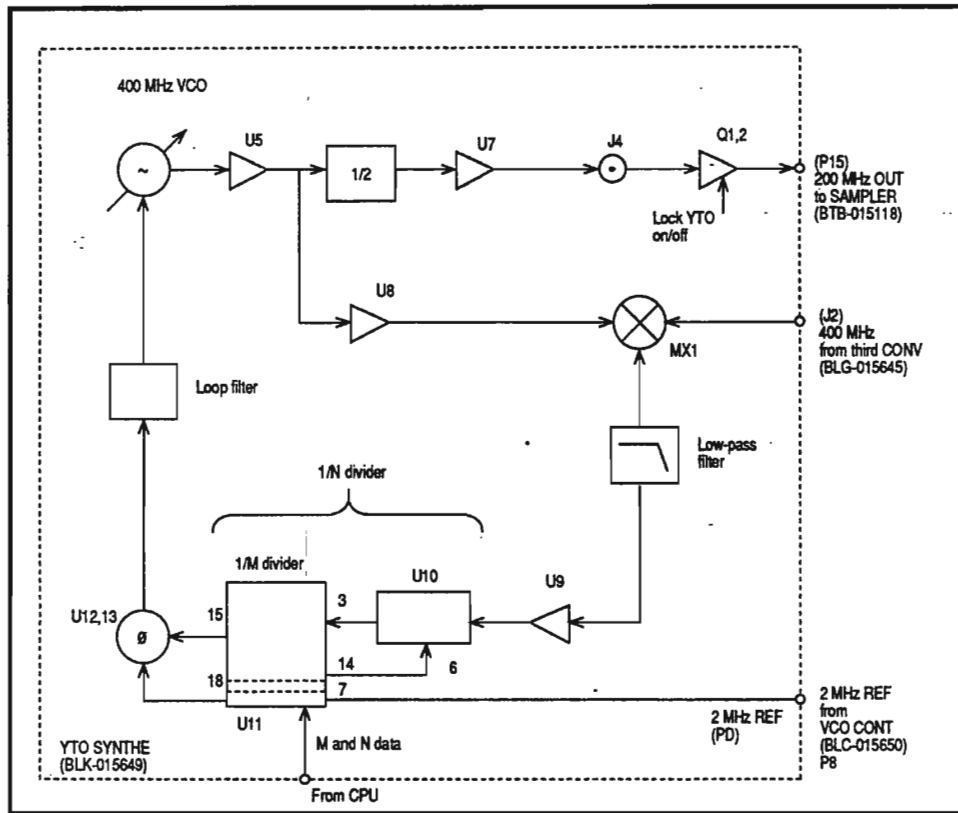 400 MHz VCO
~
U5
1/2
U7
J4
Q1,2
Lock YTO
on/off
(P15)
200 MHz OUT
to SAMPLER
(BTB-015118)
U8
MX1
(J2)
400 MHz
from third CONV
(BLG-015645)
Loop filter
Low-pass
filter
1/N divider
1/M divider
U10
U9
U12,13
ø
15
3
14
6
18
7
U11
M and N data
2 MHz REF
(PD)
2 MHz REF
from
VCO CONT
(BLC-015650)
P8
YTO SYNTHE
(BLK-015649)
From CPU